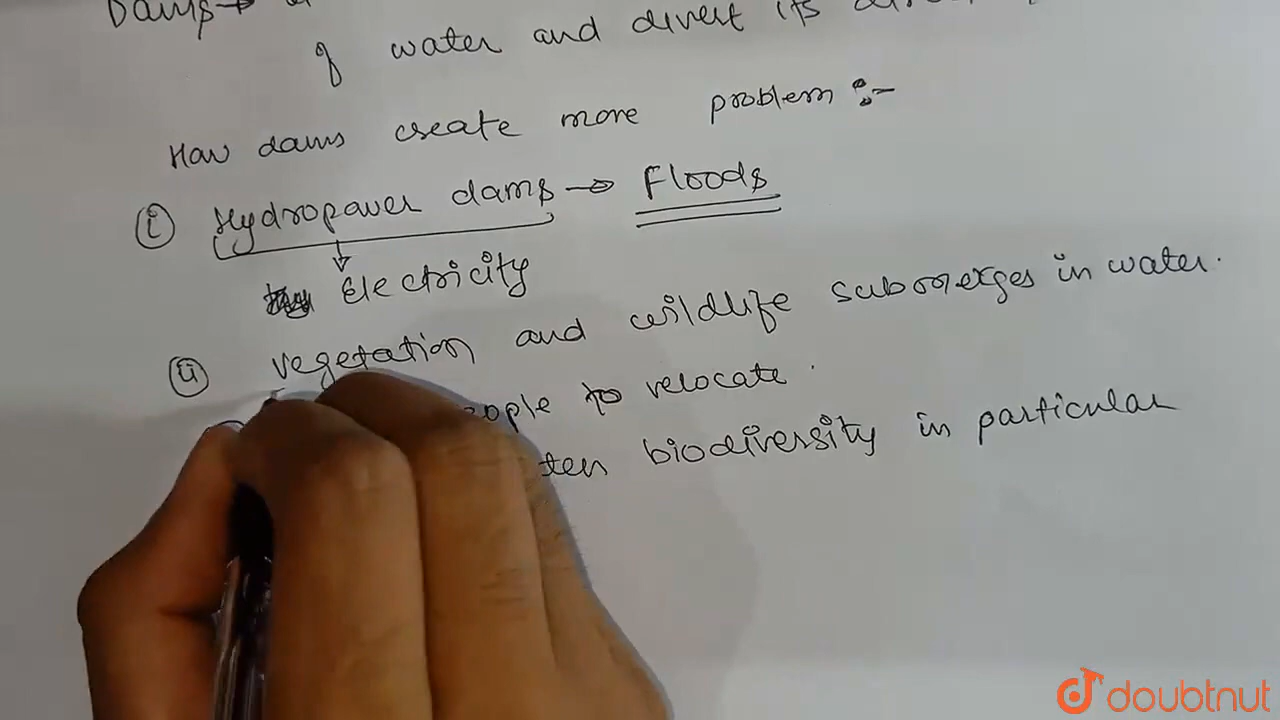 Dams →
of water and divert its
How dams create more problem :-
(i) Hydropower dams → Floods
Electricity
(ii) vegetation and wildlife submerges in water.
to relocate.
biodiversity in particular
doubtnut